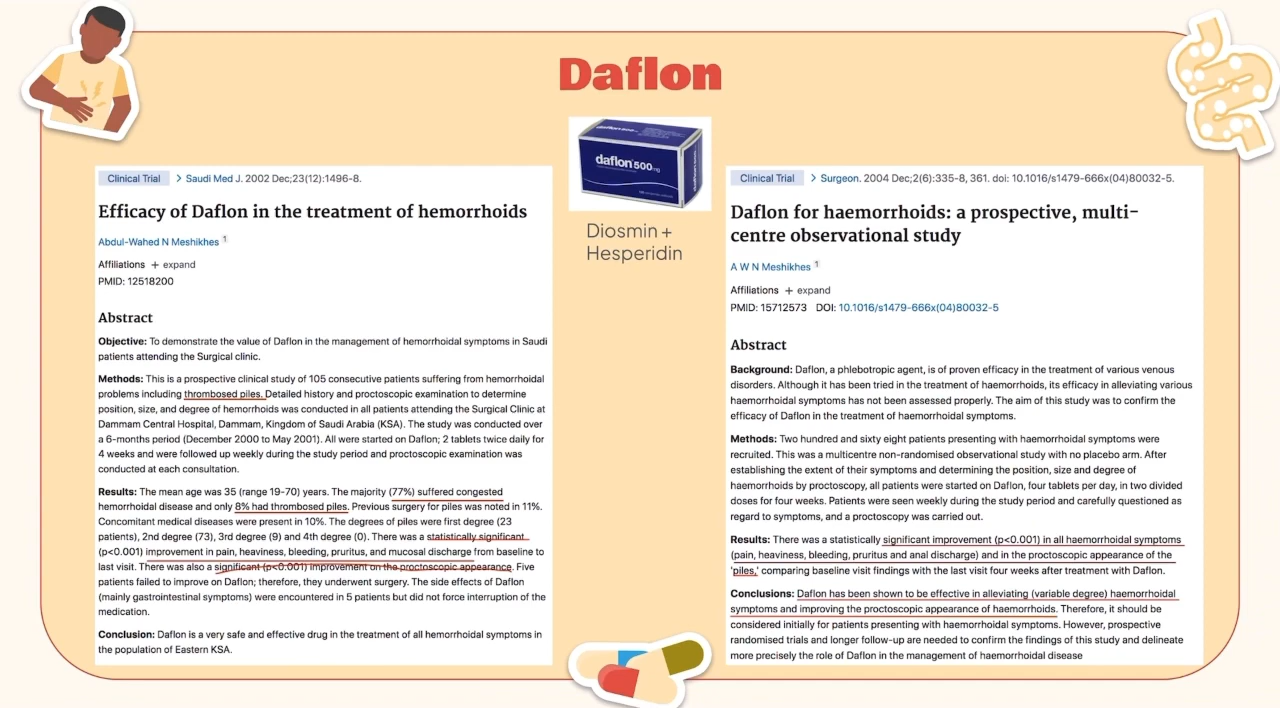 Daflon
daflon 500mg
Diosmin +
Hesperidin
Clinical Trial > Saudi Med J. 2002 Dec;23(12):1496-8.
Efficacy of Daflon in the treatment of hemorrhoids
Abdul-Wahed N Meshikhes 1
Affiliations + expand
PMID: 12518200
Abstract
Objective: To demonstrate the value of Daflon in the management of hemorrhoidal symptoms in Saudi
patients attending the Surgical clinic.
Methods: This is a prospective clinical study of 105 consecutive patients suffering from hemorrhoidal
problems including thrombosed piles. Detailed history and proctoscopic examination to determine
position, size, and degree of hemorrhoids was conducted in all patients attending the Surgical Clinic at
Dammam Central Hospital, Dammam, Kingdom of Saudi Arabia (KSA). The study was conducted over
a 6-months period (December 2000 to May 2001). All were started on Daflon; 2 tablets twice daily for
4 weeks and were followed up weekly during the study period and proctoscopic examination was
conducted at each consultation.
Results: The mean age was 35 (range 19-70) years. The majority (77%) suffered congested
hemorrhoidal disease and only 8% had thrombosed piles. Previous surgery for piles was noted in 11%.
Concomitant medical diseases were present in 10%. The degrees of piles were first degree (23
patients), 2nd degree (73), 3rd degree (9) and 4th degree (0). There was a statistically significant
(p<0.001) improvement in pain, heaviness, bleeding, pruritus, and mucosal discharge from baseline to
last visit. There was also a significant (p<0.001) improvement on the proctoscopic appearance. Five
patients failed to improve on Daflon; therefore, they underwent surgery. The side effects of Daflon
(mainly gastrointestinal symptoms) were encountered in 5 patients but did not force interruption of the
medication.
Conclusion: Daflon is a very safe and effective drug in the treatment of all hemorrhoidal symptoms in
the population of Eastern KSA.
Clinical Trial > Surgeon. 2004 Dec;2(6):335-8, 361. doi: 10.1016/s1479-666x(04)80032-5.
Daflon for haemorrhoids: a prospective, multi-
centre observational study
A W N Meshikhes 1
Affiliations + expand
PMID: 15712573 DOI: 10.1016/s1479-666x(04)80032-5
Abstract
Background: Daflon, a phlebotropic agent, is of proven efficacy in the treatment of various venous
disorders. Although it has been tried in the treatment of haemorrhoids, its efficacy in alleviating various
haemorrhoidal symptoms has not been assessed properly. The aim of this study was to confirm the
efficacy of Daflon in the treatment of haemorrhoidal symptoms.
Methods: Two hundred and sixty eight patients presenting with haemorrhoidal symptoms were
recruited. This was a multicentre non-randomised observational study with no placebo arm. After
establishing the extent of their symptoms and determining the position, size and degree of
haemorrhoids by proctoscopy, all patients were started on Daflon, four tablets per day, in two divided
doses for four weeks. Patients were seen weekly during the study period and carefully questioned as
regard to symptoms, and a proctoscopy was carried out.
Results: There was a statistically significant improvement (p<0.001) in all haemorrhoidal symptoms
(pain, heaviness, bleeding, pruritus and anal discharge) and in the proctoscopic appearance of the
'piles,' comparing baseline visit findings with the last visit four weeks after treatment with Daflon.
Conclusions: Daflon has been shown to be effective in alleviating (variable degree) haemorrhoidal
symptoms and improving the proctoscopic appearance of haemorrhoids. Therefore, it should be
considered initially for patients presenting with haemorrhoidal symptoms. However, prospective
randomised trials and longer follow-up are needed to confirm the findings of this study and delineate
more precisely the role of Daflon in the management of haemorrhoidal disease